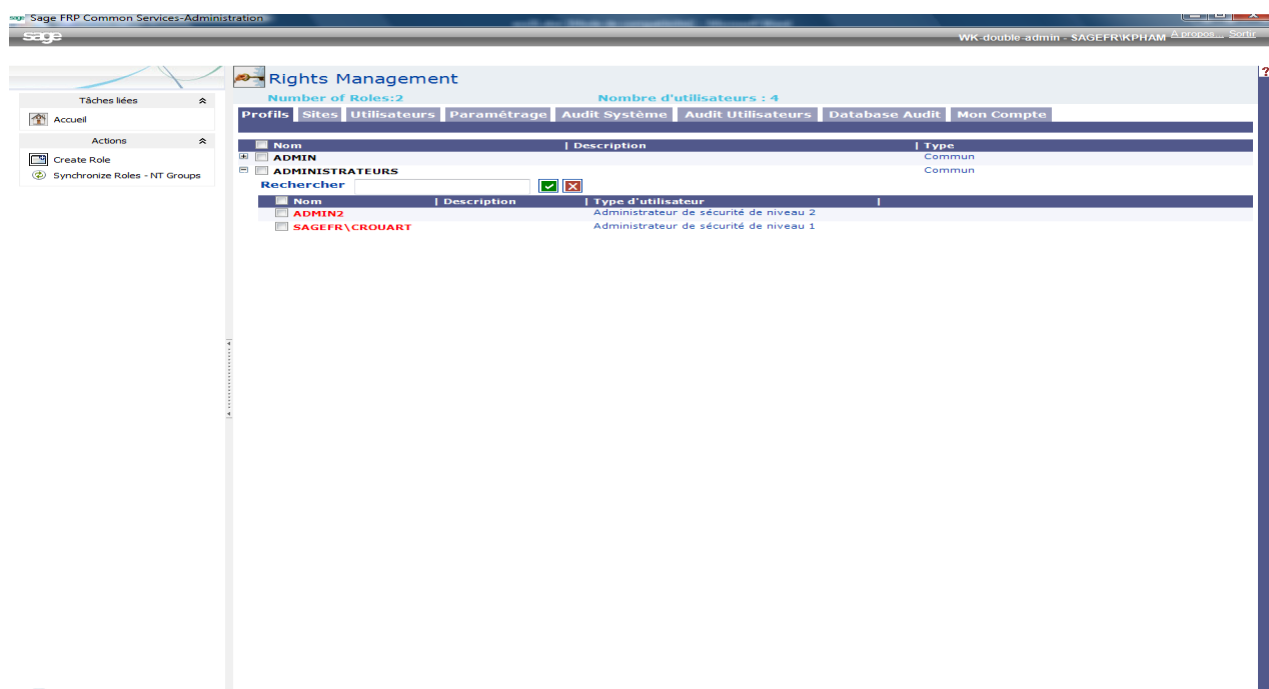 Sage FRP Common Services-Administration
sage
WK-double-admin - SAGEFR\KPHAM A propos... Sortir
?
Tâches liées
Accueil
Actions
Create Role
Synchronize Roles - NT Groups
Rights Management
Number of Roles:2 Nombre d'utilisateurs : 4
Profils Sites Utilisateurs Paramétrage Audit Système Audit Utilisateurs Database Audit Mon Compte
Nom | Description | Type
ADMIN Commun
ADMINISTRATEURS Commun
Rechercher
Nom | Description | Type d'utilisateur |
ADMIN2 Administrateur de sécurité de niveau 2
SAGEFR\CROUART Administrateur de sécurité de niveau 1